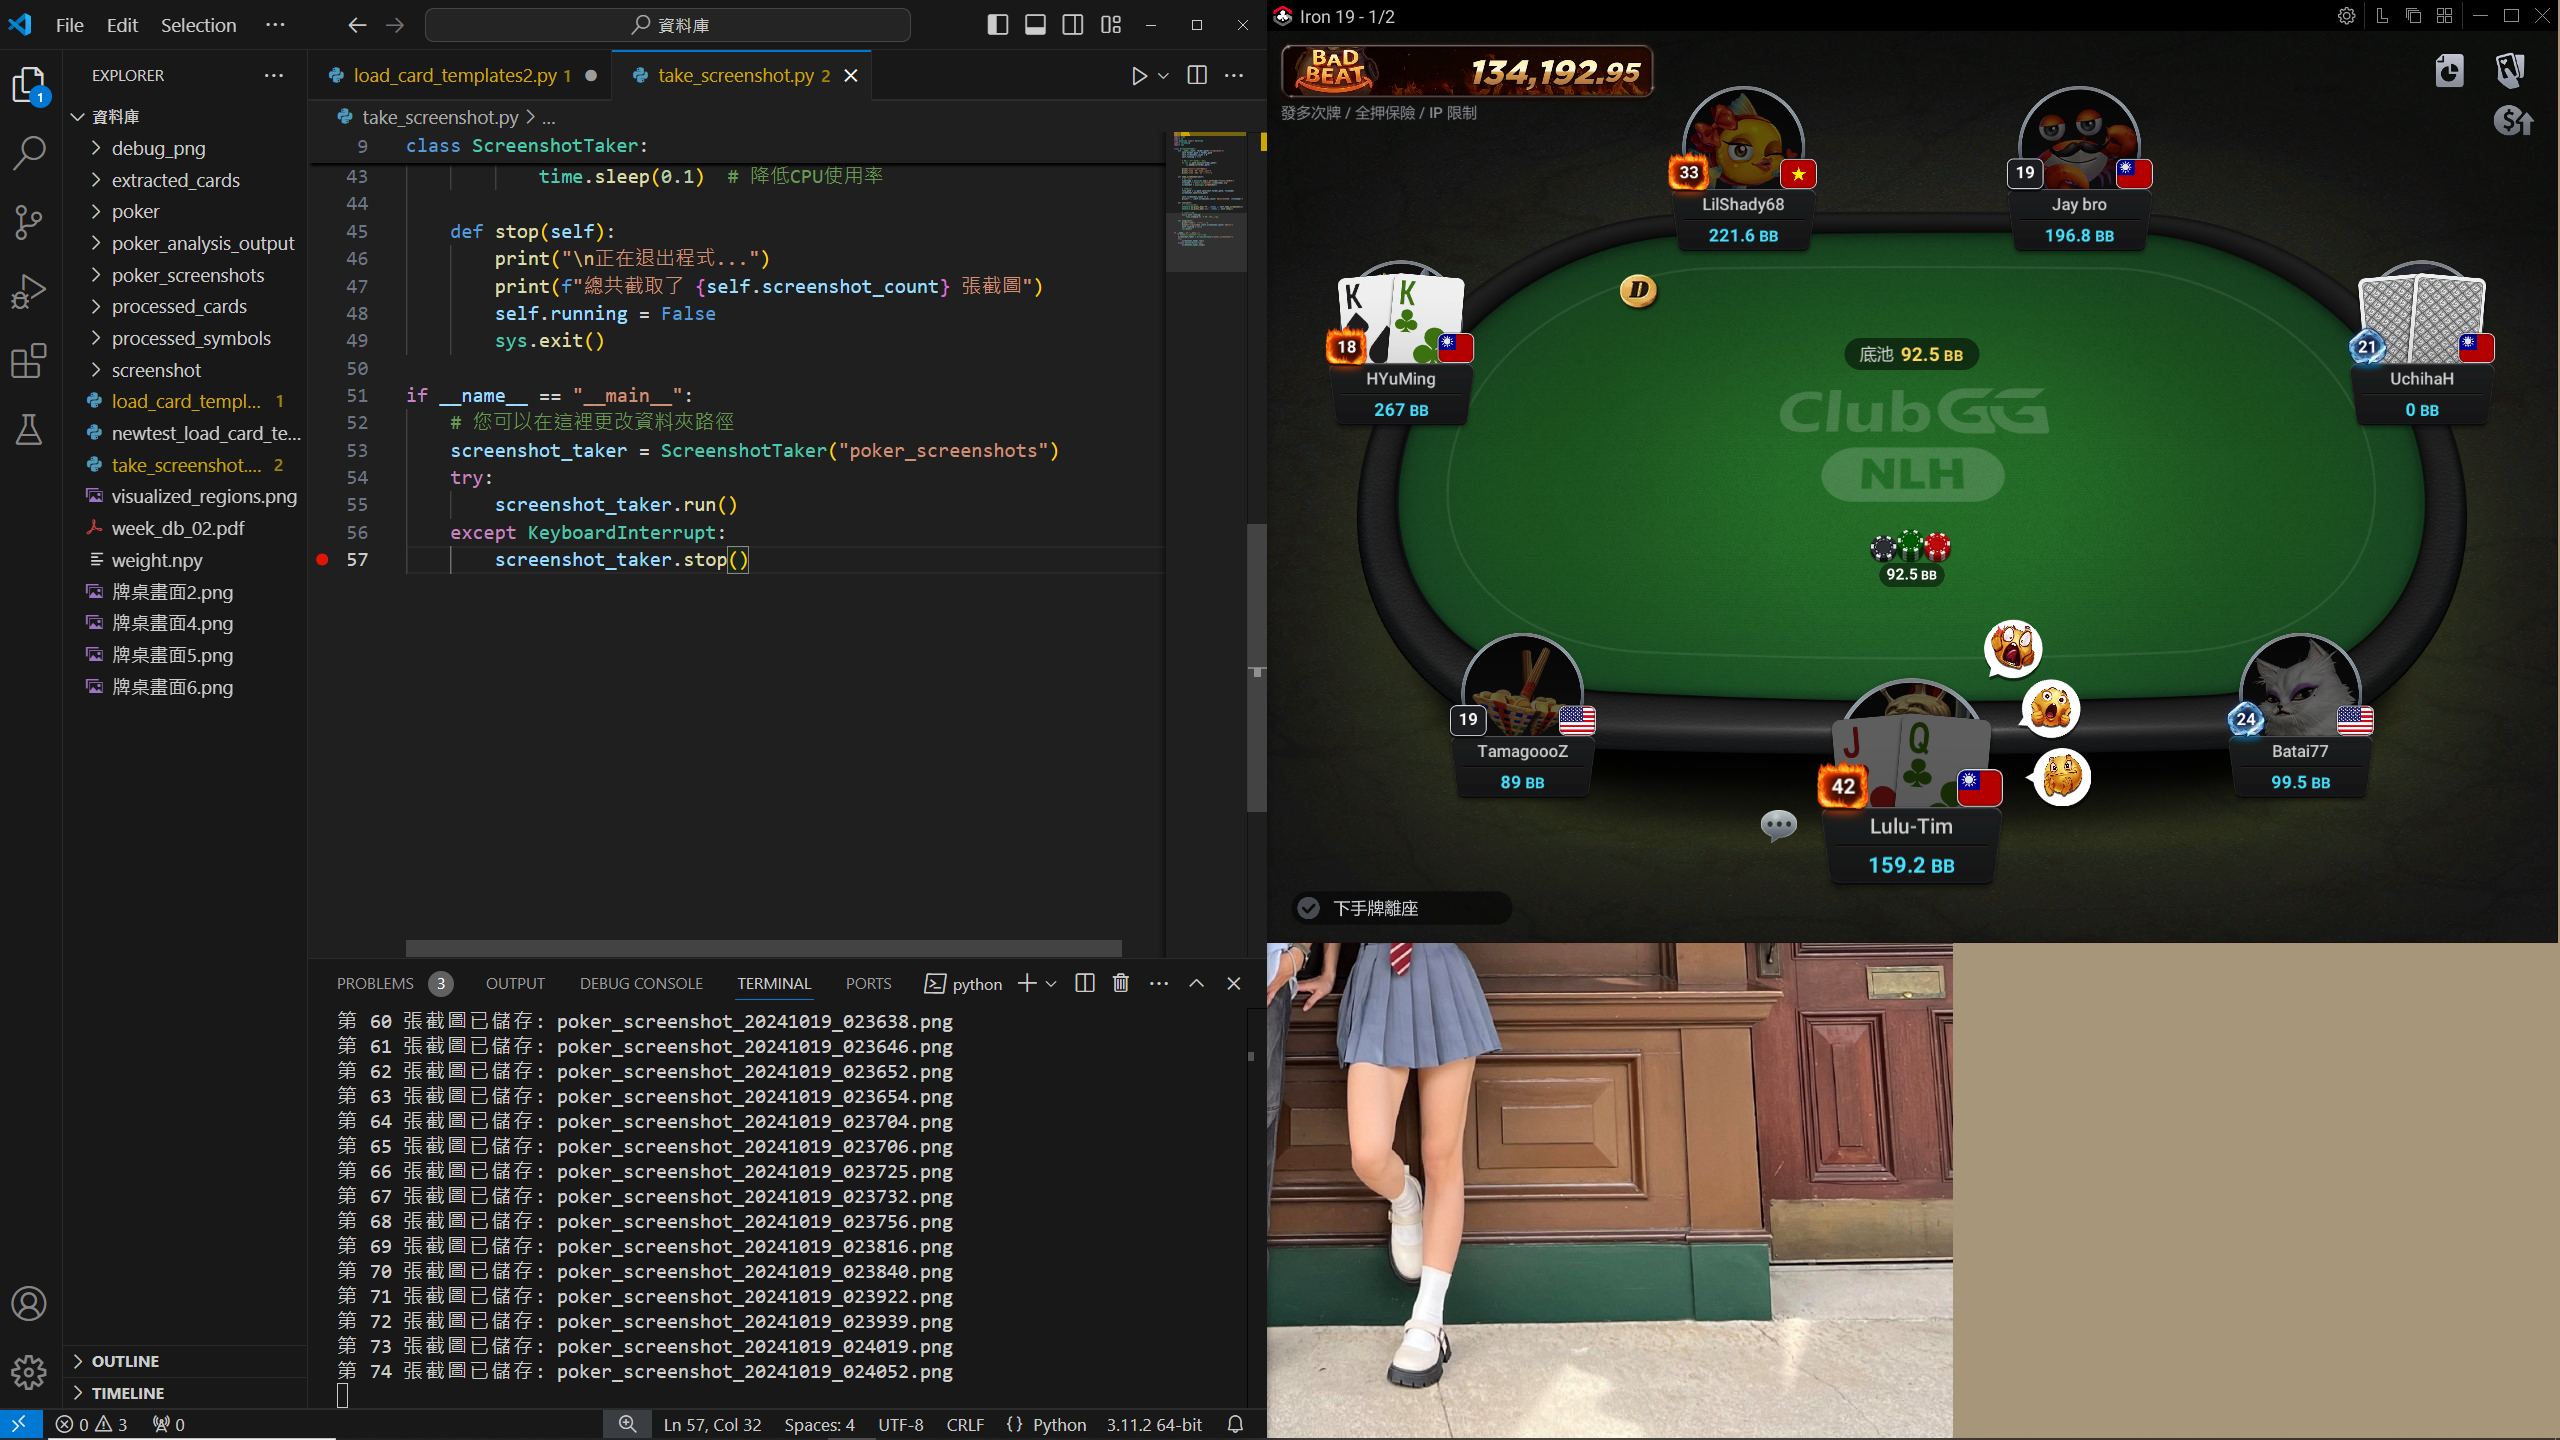 File Edit Selection ···
資料庫
EXPLORER ···
資料庫
debug_png
extracted_cards
poker
poker_analysis_output
poker_screenshots
processed_cards
processed_symbols
screenshot
load_card_templ... 1
newtest_load_card_te...
take_screenshot.... 2
visualized_regions.png
week_db_02.pdf
weight.npy
牌桌畫面2.png
牌桌畫面4.png
牌桌畫面5.png
牌桌畫面6.png
OUTLINE
TIMELINE
1
load_card_templates2.py 1
take_screenshot.py 2
take_screenshot.py > ...
9 class ScreenshotTaker:
43 time.sleep(0.1) # 降低CPU使用率
44
45 def stop(self):
46 print("\n正在退出程式...")
47 print(f"總共截取了 {self.screenshot_count} 張截圖")
48 self.running = False
49 sys.exit()
50
51 if __name__ == "__main__":
52 # 您可以在這裡更改資料夾路徑
53 screenshot_taker = ScreenshotTaker("poker_screenshots")
54 try:
55 screenshot_taker.run()
56 except KeyboardInterrupt:
57 screenshot_taker.stop()
PROBLEMS 3 OUTPUT DEBUG CONSOLE TERMINAL PORTS python
第 60 張截圖已儲存: poker_screenshot_20241019_023638.png
第 61 張截圖已儲存: poker_screenshot_20241019_023646.png
第 62 張截圖已儲存: poker_screenshot_20241019_023652.png
第 63 張截圖已儲存: poker_screenshot_20241019_023654.png
第 64 張截圖已儲存: poker_screenshot_20241019_023704.png
第 65 張截圖已儲存: poker_screenshot_20241019_023706.png
第 66 張截圖已儲存: poker_screenshot_20241019_023725.png
第 67 張截圖已儲存: poker_screenshot_20241019_023732.png
第 68 張截圖已儲存: poker_screenshot_20241019_023756.png
第 69 張截圖已儲存: poker_screenshot_20241019_023816.png
第 70 張截圖已儲存: poker_screenshot_20241019_023840.png
第 71 張截圖已儲存: poker_screenshot_20241019_023922.png
第 72 張截圖已儲存: poker_screenshot_20241019_023939.png
第 73 張截圖已儲存: poker_screenshot_20241019_024019.png
第 74 張截圖已儲存: poker_screenshot_20241019_024052.png
0 3 0 Ln 57, Col 32 Spaces: 4 UTF-8 CRLF {} Python 3.11.2 64-bit
Iron 19 - 1/2
BAD BEAT 134,192.95
發多次牌 / 全押保險 / IP 限制
33
LilShady68
221.6 BB
19
Jay bro
196.8 BB
K K
18
HYuMing
267 BB
D
底池 92.5 BB
21
UchihaH
0 BB
ClubGG
NLH
92.5 BB
19
TamagoooZ
89 BB
J Q
42
Lulu-Tim
159.2 BB
24
Batai77
99.5 BB
下手牌離座